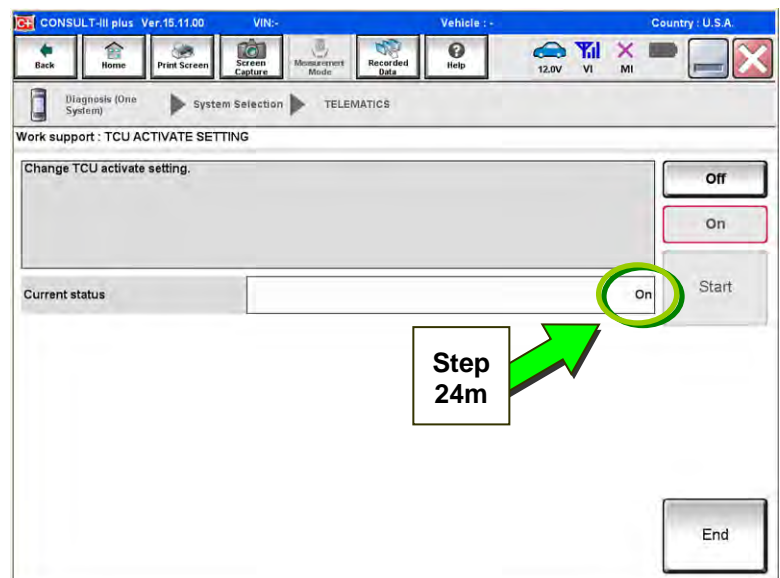 CONSULT-III plus Ver.15.11.00 VIN:- Vehicle : - Country : U.S.A.
Back
Home
Print Screen
Screen
Capture
Measurement
Mode
Recorded
Data
Help
12.0V
VI
MI
Diagnosis (One
System)
System Selection
TELEMATICS
Work support : TCU ACTIVATE SETTING
Change TCU activate setting.
Off
On
Start
Current status
On
Step
24m
End